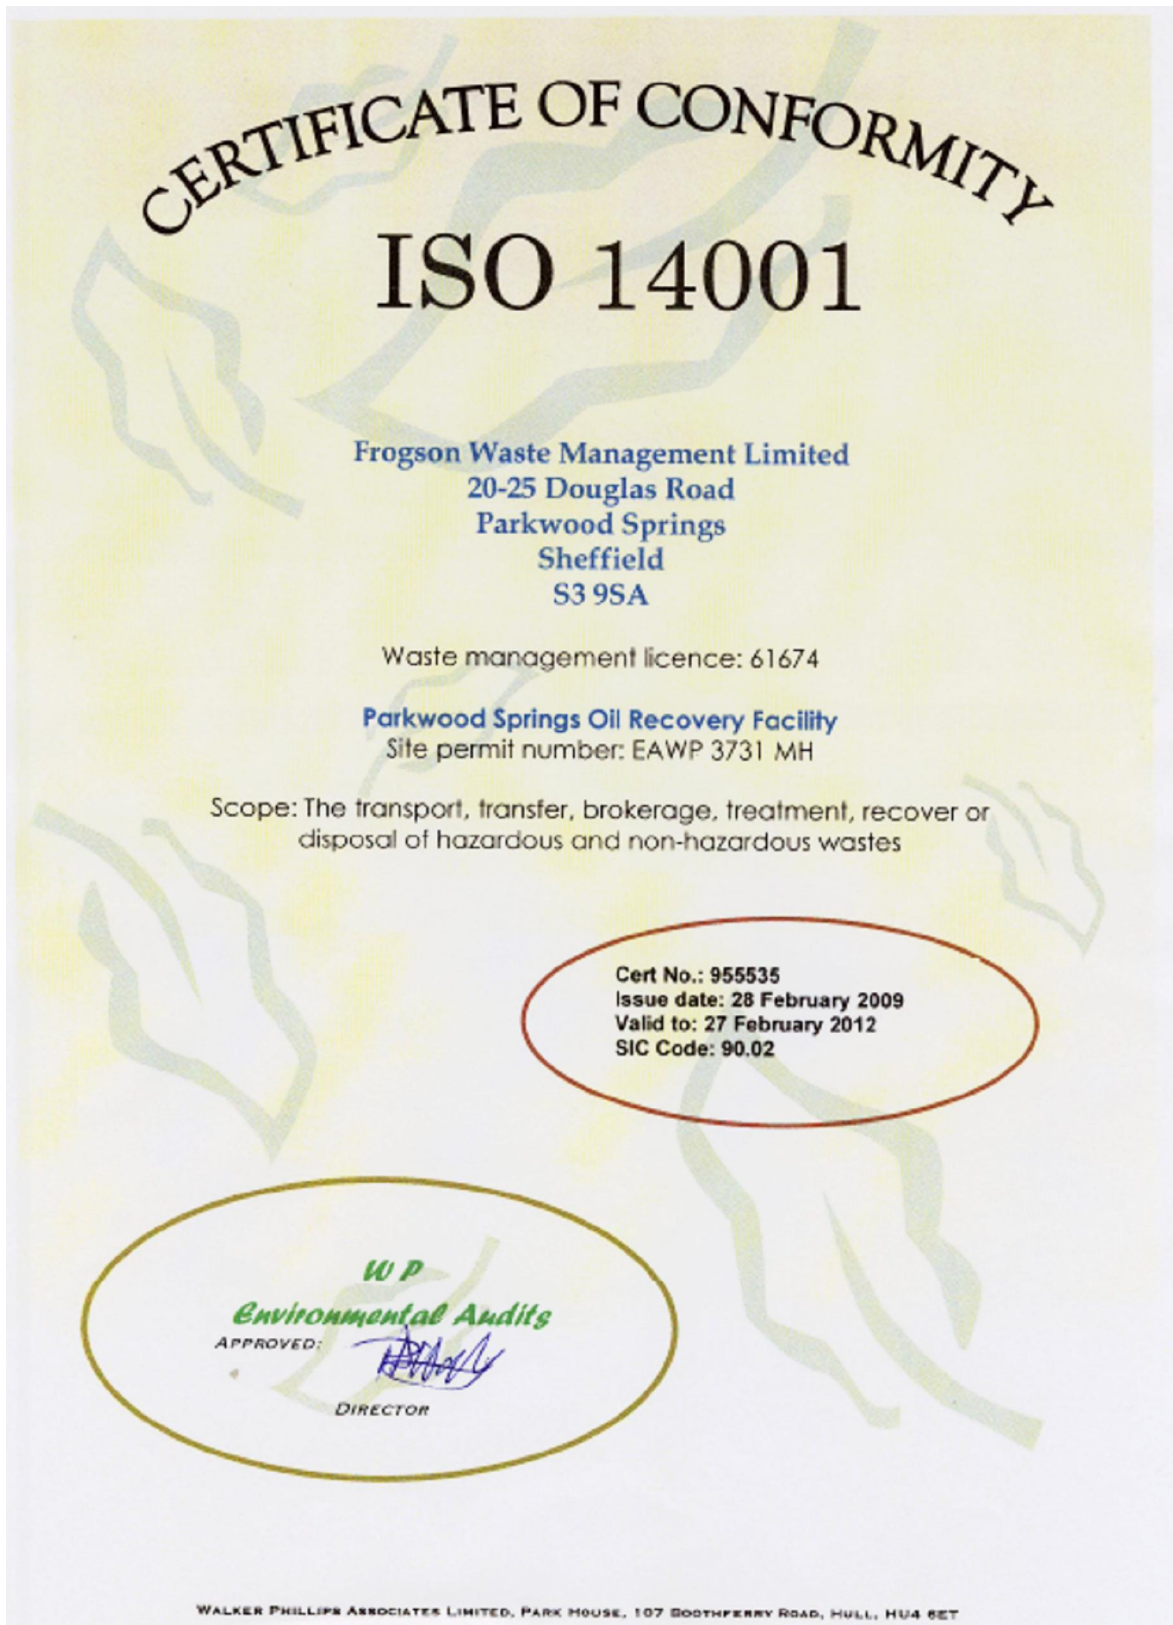 CERTIFICATE OF CONFORMITY
ISO 14001
Frogson Waste Management Limited
20-25 Douglas Road
Parkwood Springs
Sheffield
S3 9SA
Waste management licence: 61674
Parkwood Springs Oil Recovery Facility
Site permit number: EAWP 3731 MH
Scope: The transport, transfer, brokerage, treatment, recover or
disposal of hazardous and non-hazardous wastes
Cert No.: 955535
Issue date: 28 February 2009
Valid to: 27 February 2012
SIC Code: 90.02
W P
Environmental Audits
APPROVED:
DIRECTOR
WALKER PHILLIPS ASSOCIATES LIMITED, PARK HOUSE, 107 BOOTHFERRY ROAD, HULL, HU4 6ET